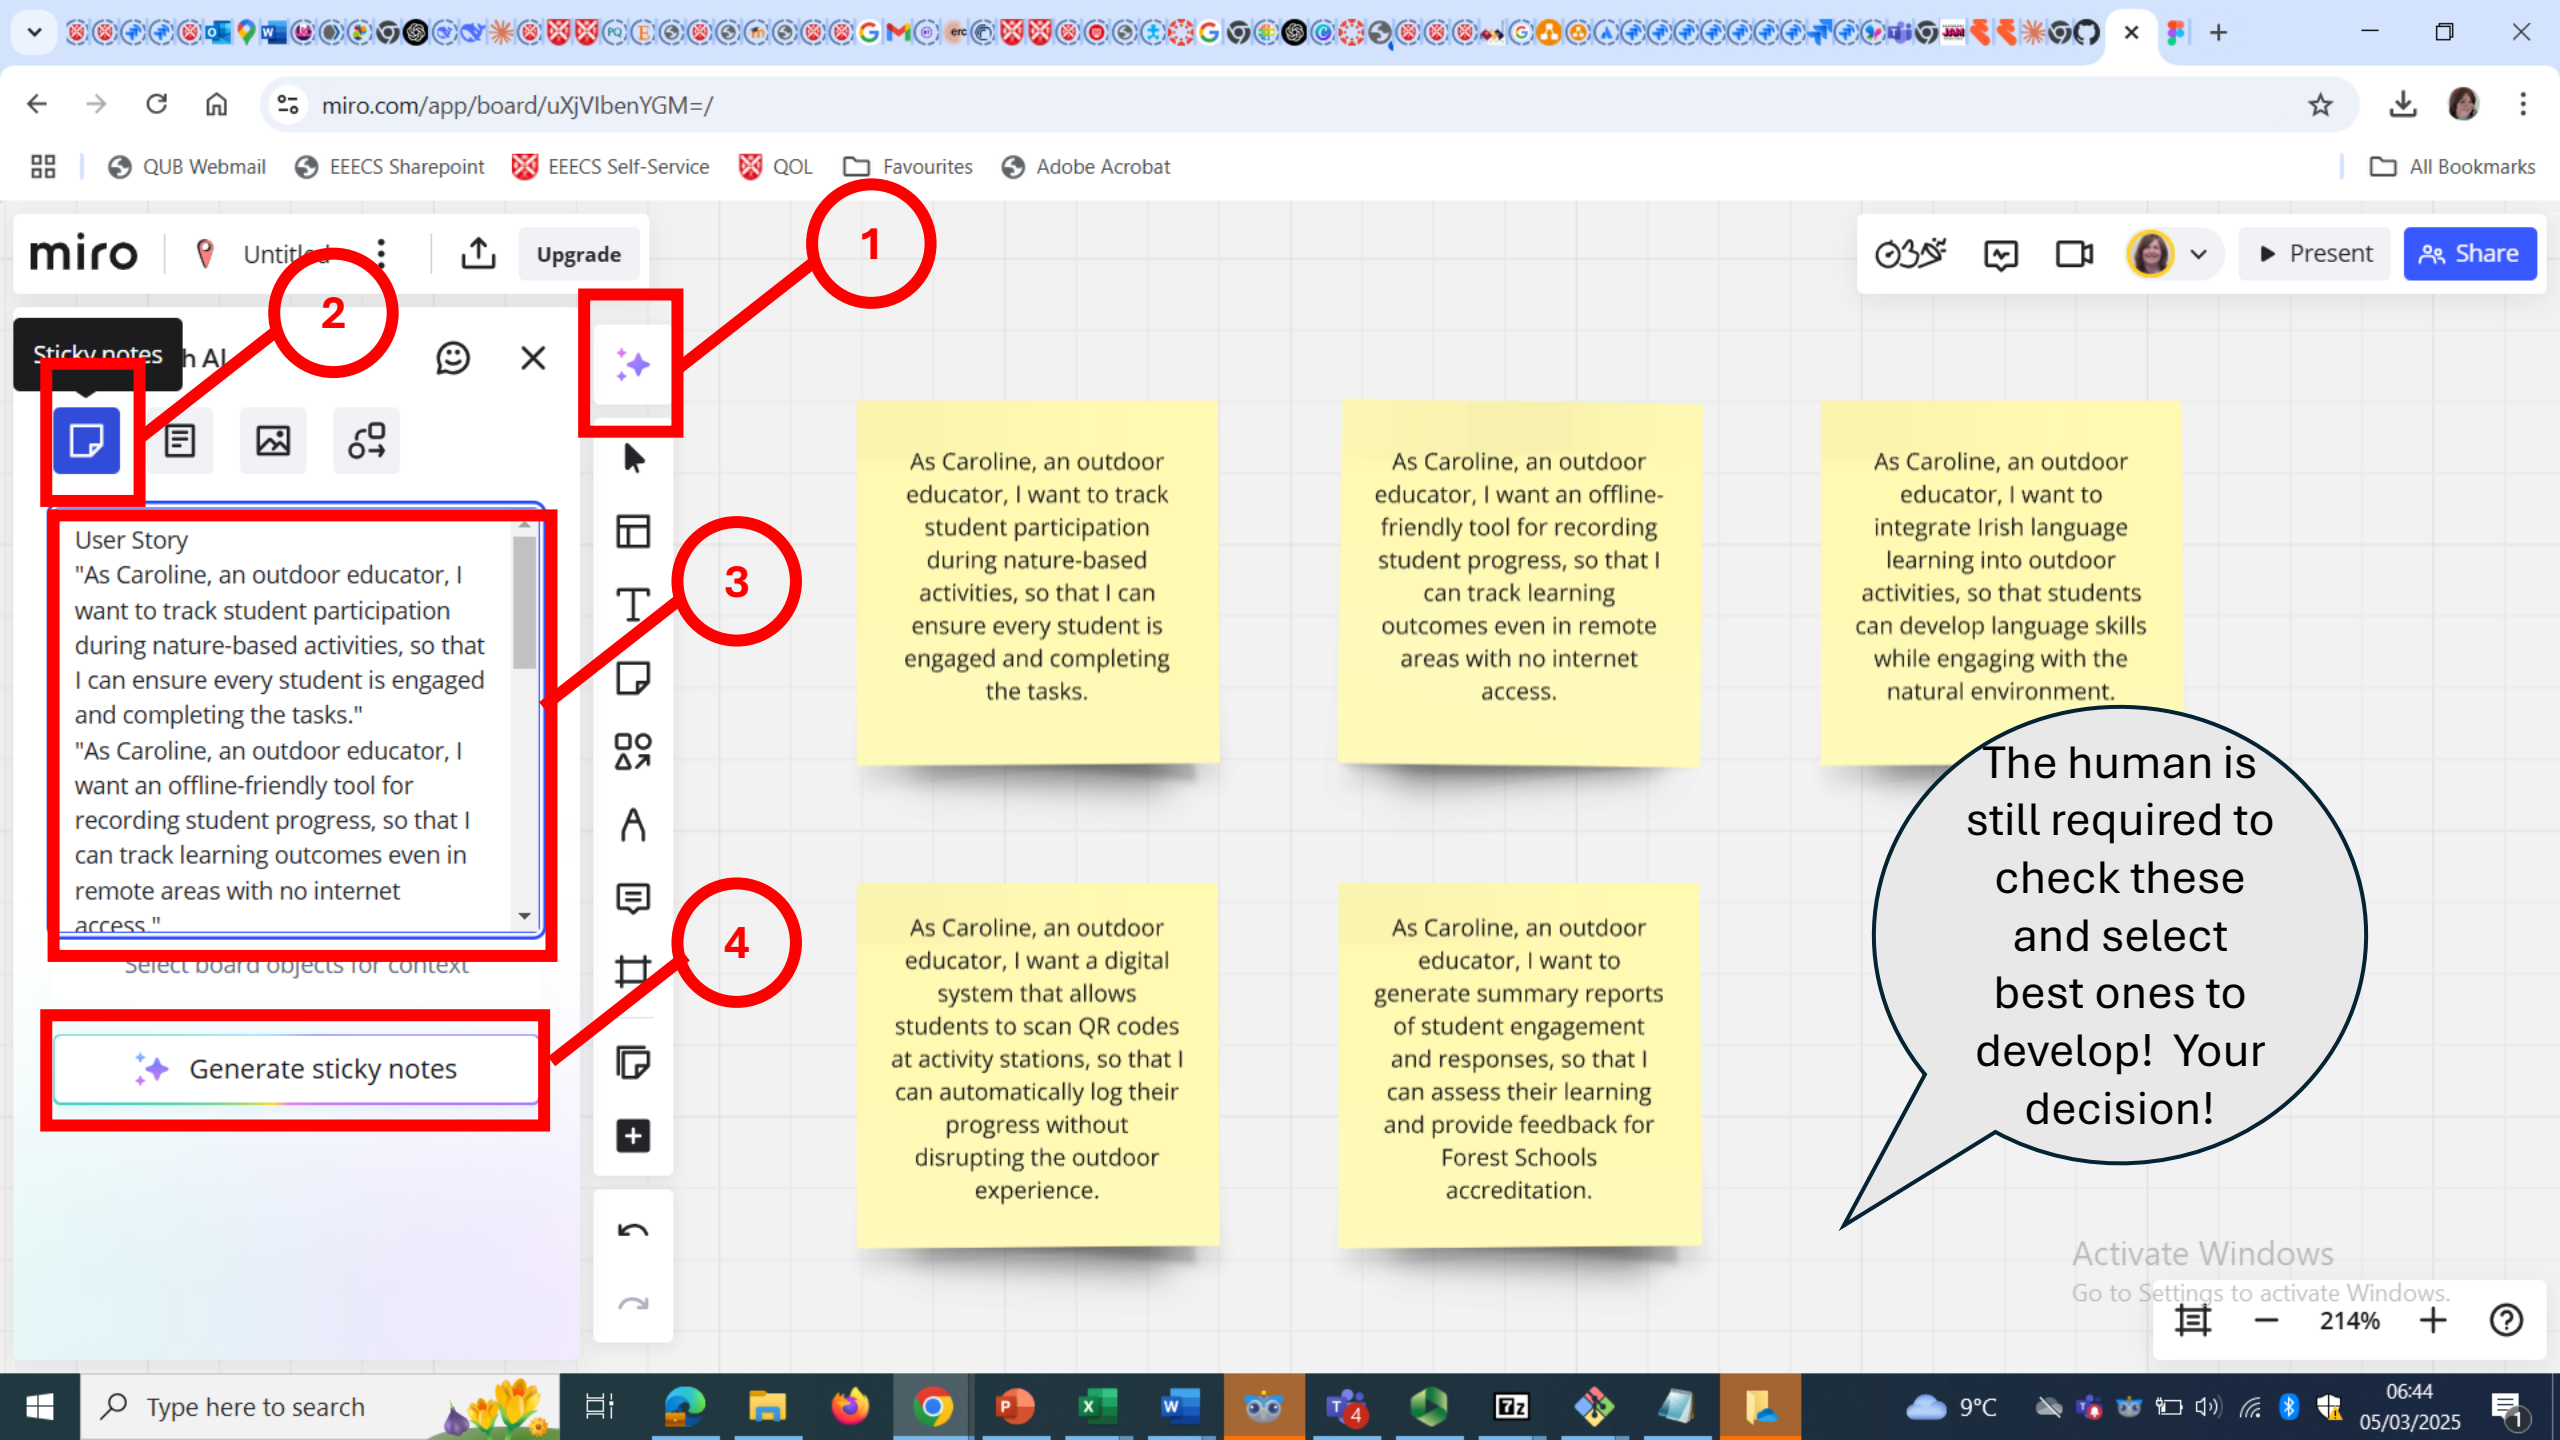 miro.com/app/board/uXjVIbenYGM=/
QUB Webmail
EEECS Sharepoint
EEECS Self-Service
QOL
Favourites
Adobe Acrobat
All Bookmarks
miro
Untitled
Upgrade
1
Present
Share
2
Sticky notes
h AI
User Story
"As Caroline, an outdoor educator, I
want to track student participation
during nature-based activities, so that
I can ensure every student is engaged
and completing the tasks."
"As Caroline, an outdoor educator, I
want an offline-friendly tool for
recording student progress, so that I
can track learning outcomes even in
remote areas with no internet
access."
3
Select board objects for context
4
Generate sticky notes
As Caroline, an outdoor
educator, I want to track
student participation
during nature-based
activities, so that I can
ensure every student is
engaged and completing
the tasks.
As Caroline, an outdoor
educator, I want an offline-
friendly tool for recording
student progress, so that I
can track learning
outcomes even in remote
areas with no internet
access.
As Caroline, an outdoor
educator, I want to
integrate Irish language
learning into outdoor
activities, so that students
can develop language skills
while engaging with the
natural environment.
As Caroline, an outdoor
educator, I want a digital
system that allows
students to scan QR codes
at activity stations, so that I
can automatically log their
progress without
disrupting the outdoor
experience.
As Caroline, an outdoor
educator, I want to
generate summary reports
of student engagement
and responses, so that I
can assess their learning
and provide feedback for
Forest Schools
accreditation.
The human is
still required to
check these
and select
best ones to
develop!  Your
decision!
Activate Windows
Go to Settings to activate Windows.
214%
Type here to search
9°C
06:44
05/03/2025